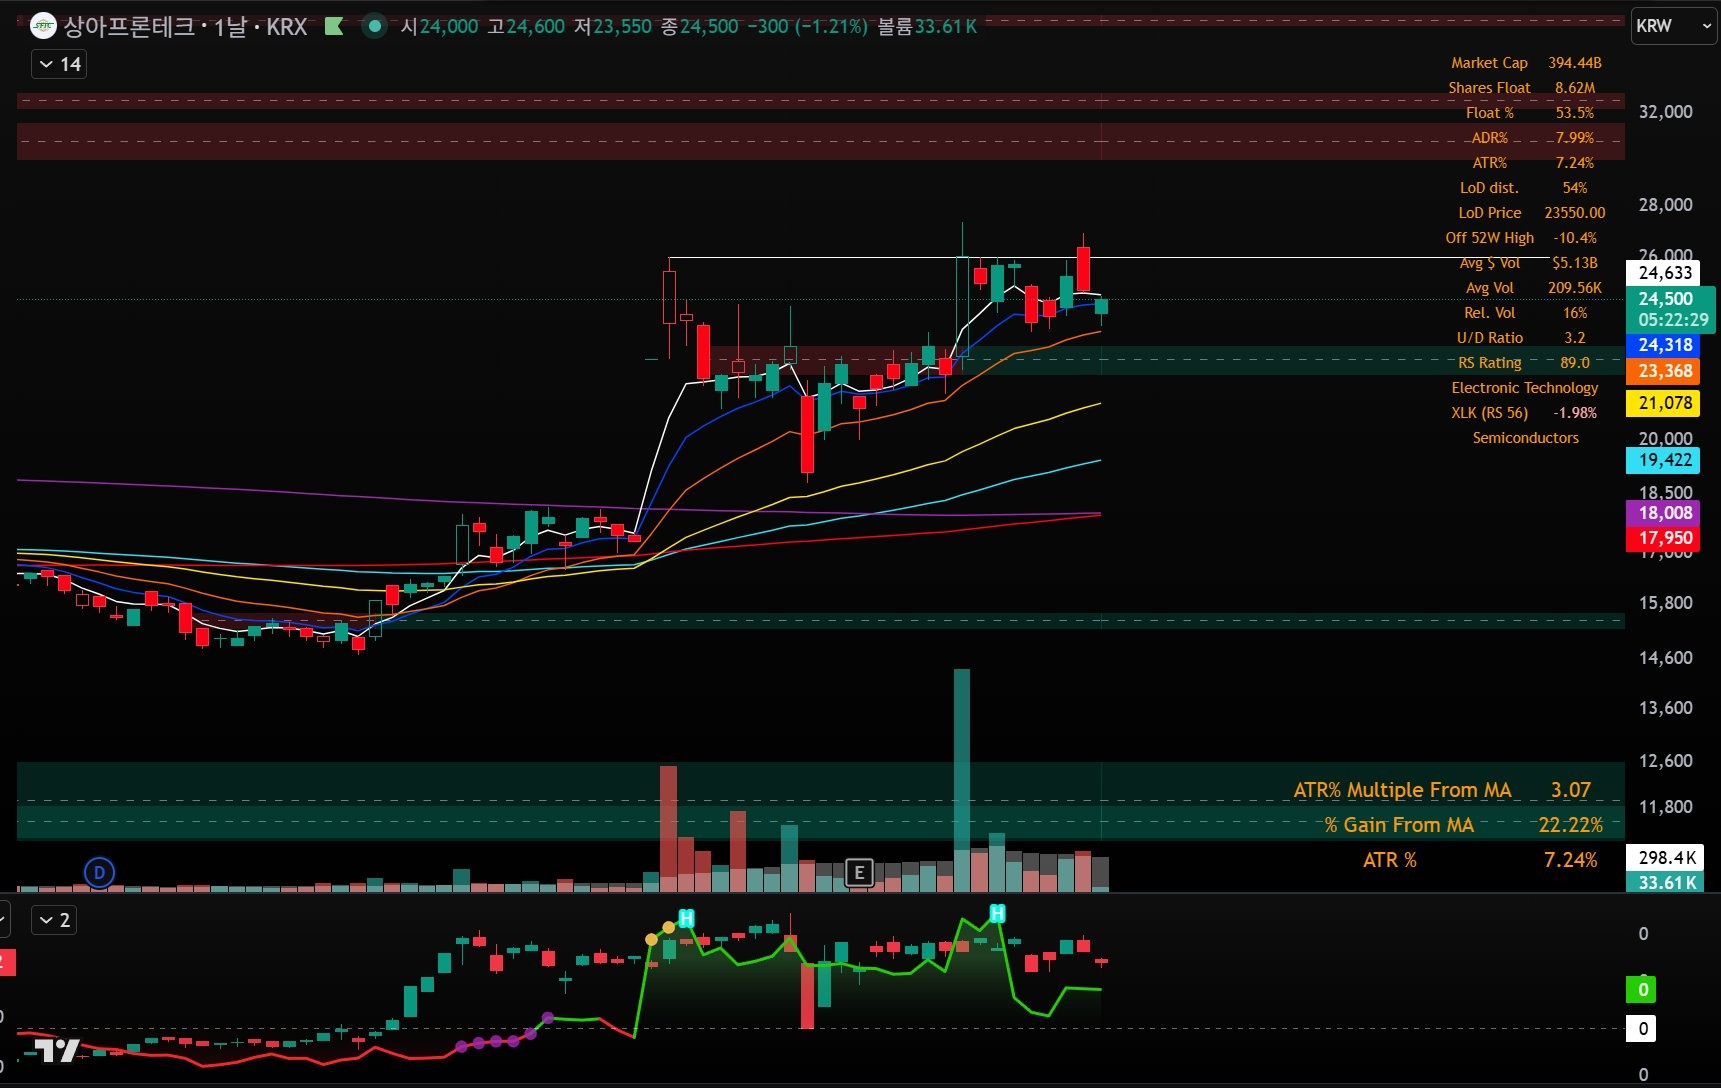 상아프론테크 · 1날 · KRX 시24,000 고24,600 저23,550 종24,500 −300 (−1.21%) 볼륨33.61 K
KRW
14
Market Cap 394.44B
Shares Float 8.62M
Float % 53.5%
ADR% 7.99%
ATR% 7.24%
LoD dist. 54%
LoD Price 23550.00
Off 52W High -10.4%
Avg $ Vol $5.13B
Avg Vol 209.56K
Rel. Vol 16%
U/D Ratio 3.2
RS Rating 89.0
Electronic Technology
XLK (RS 56) -1.98%
Semiconductors
32,000
28,000
26,000
24,633
24,500
05:22:29
24,318
23,368
21,078
20,000
19,422
18,500
18,008
17,950
17,000
15,800
14,600
13,600
12,600
11,800
ATR% Multiple From MA 3.07
% Gain From MA 22.22%
ATR % 7.24%
298.4 K
33.61 K
D
E
2
H
H
0
0
0
0